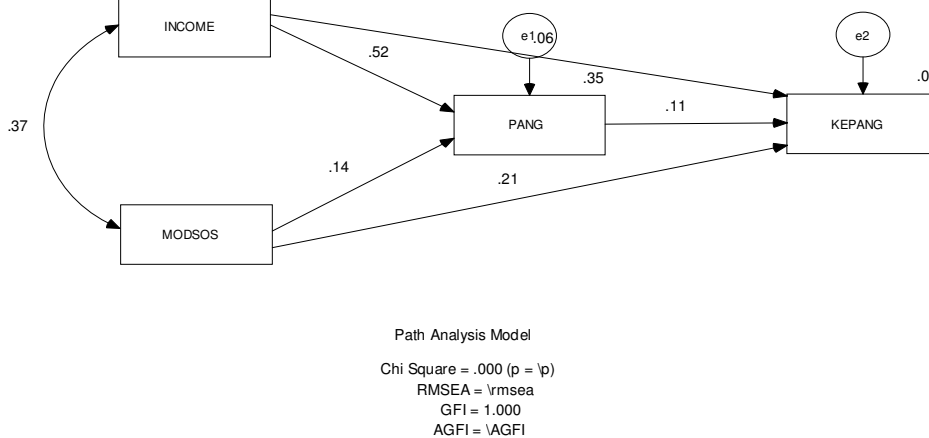 INCOME
e1
.06
e2
.52
.35
.0
.11
PANG
KEPANG
.37
.14
.21
MODSOS
Path Analysis Model
Chi Square = .000 (p = \p)
RMSEA = \rmsea
GFI = 1.000
AGFI = \AGFI